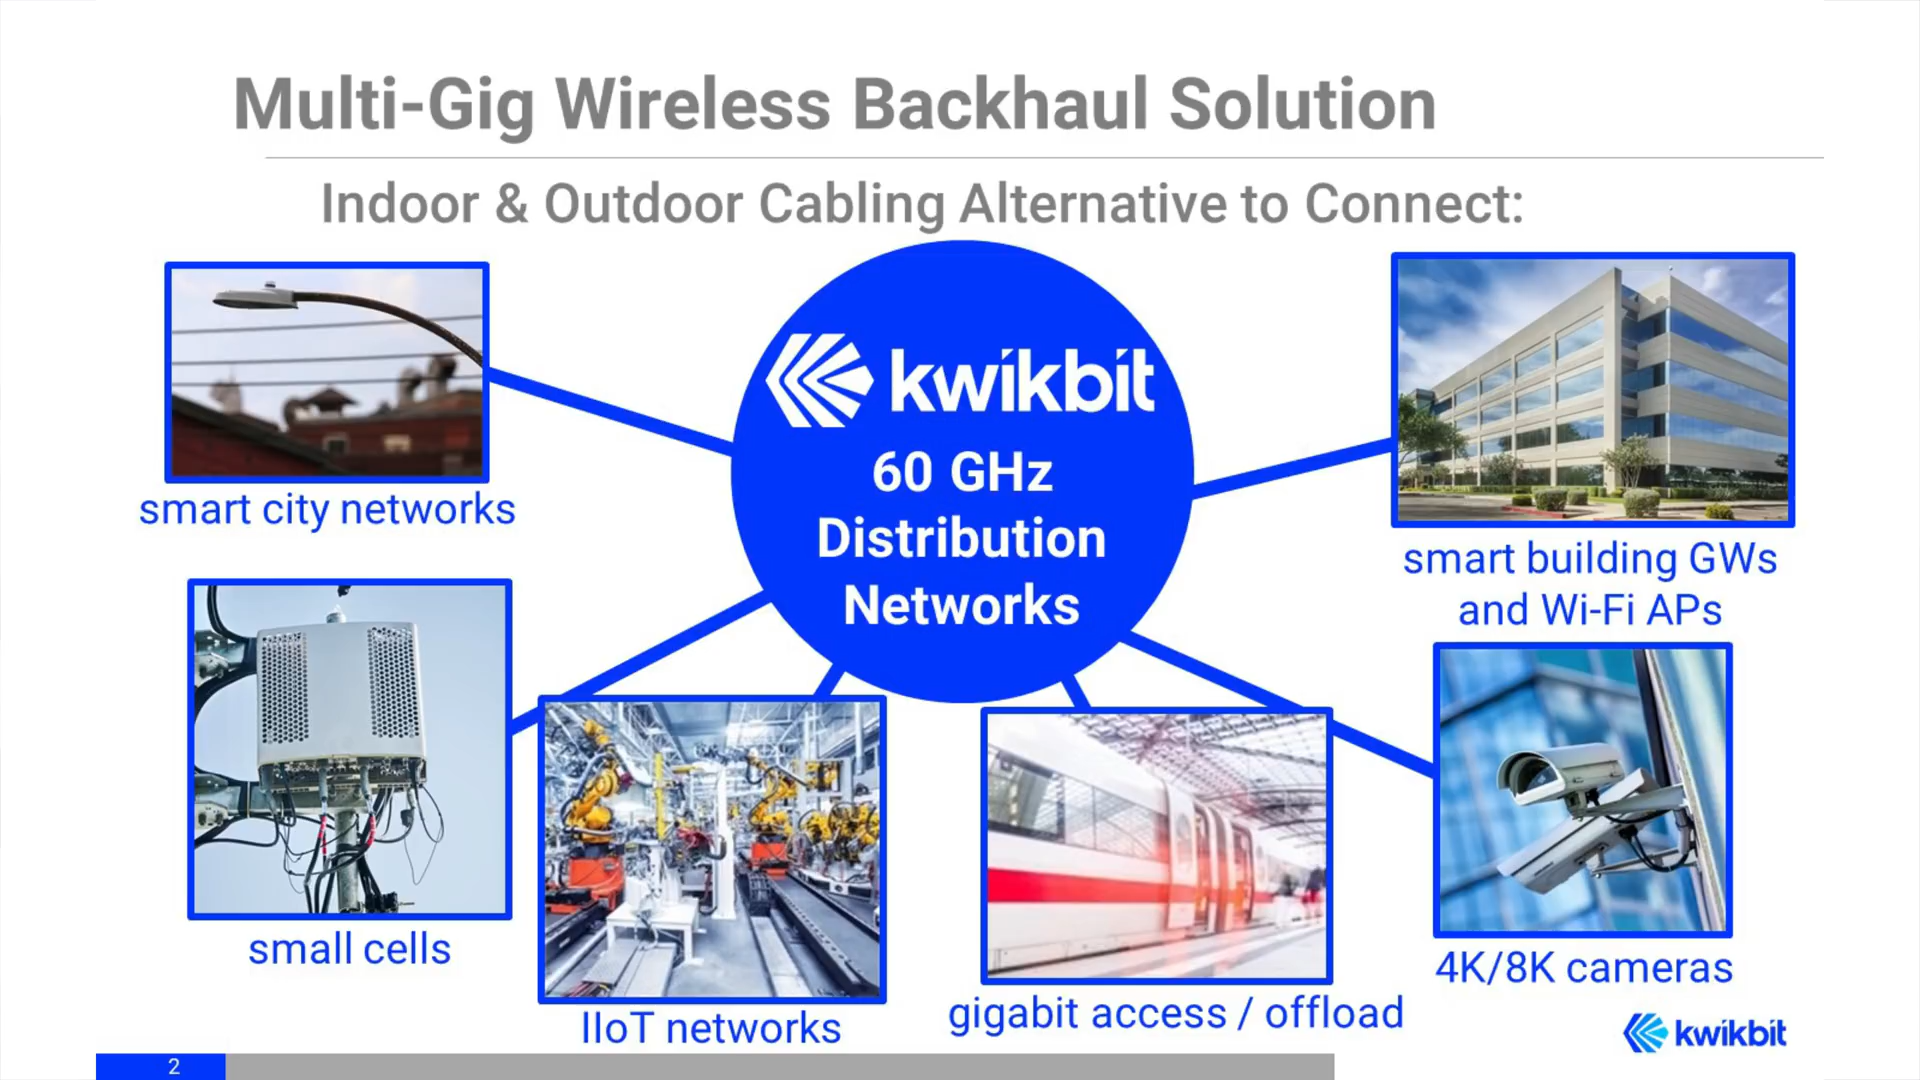 Multi-Gig Wireless Backhaul Solution
Indoor & Outdoor Cabling Alternative to Connect:
kwikbit
60 GHz
Distribution
Networks
smart city networks
smart building GWs
and Wi-Fi APs
small cells
IIoT networks
gigabit access / offload
4K/8K cameras
kwikbit
2